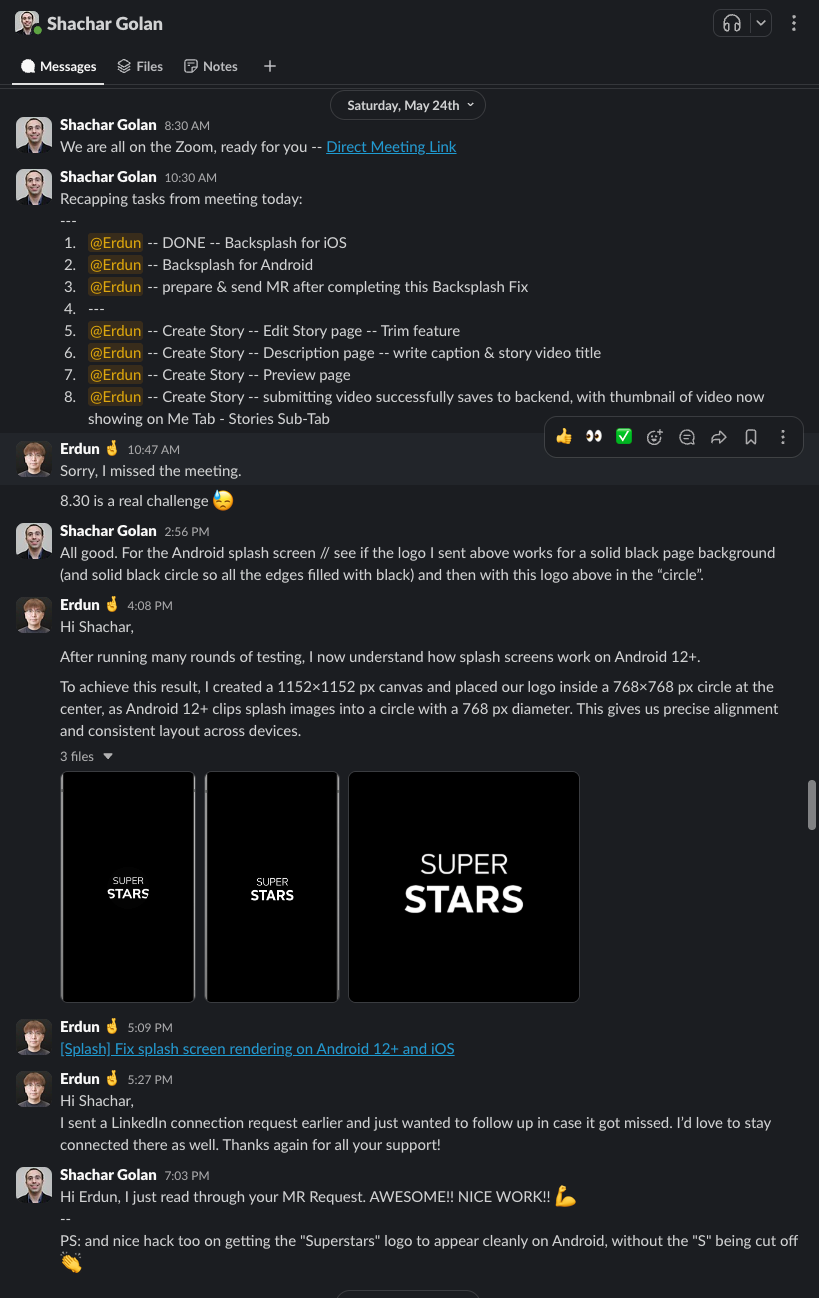 Shachar Golan
Messages
Files
Notes
Saturday, May 24th
Shachar Golan 8:30 AM
We are all on the Zoom, ready for you -- Direct Meeting Link
Shachar Golan 10:30 AM
Recapping tasks from meeting today:
---
1. @Erdun -- DONE -- Backsplash for iOS
2. @Erdun -- Backsplash for Android
3. @Erdun -- prepare & send MR after completing this Backsplash Fix
4. ---
5. @Erdun -- Create Story -- Edit Story page -- Trim feature
6. @Erdun -- Create Story -- Description page -- write caption & story video title
7. @Erdun -- Create Story -- Preview page
8. @Erdun -- Create Story -- submitting video successfully saves to backend, with thumbnail of video now
showing on Me Tab - Stories Sub-Tab
Erdun 🤞 10:47 AM
Sorry, I missed the meeting.
8.30 is a real challenge 😓
Shachar Golan 2:56 PM
All good. For the Android splash screen // see if the logo I sent above works for a solid black page background
(and solid black circle so all the edges filled with black) and then with this logo above in the “circle”.
Erdun 🤞 4:08 PM
Hi Shachar,
After running many rounds of testing, I now understand how splash screens work on Android 12+.
To achieve this result, I created a 1152×1152 px canvas and placed our logo inside a 768×768 px circle at the
center, as Android 12+ clips splash images into a circle with a 768 px diameter. This gives us precise alignment
and consistent layout across devices.
3 files
SUPER
STARS
SUPER
STARS
SUPER
STARS
Erdun 🤞 5:09 PM
[Splash] Fix splash screen rendering on Android 12+ and iOS
Erdun 🤞 5:27 PM
Hi Shachar,
I sent a LinkedIn connection request earlier and just wanted to follow up in case it got missed. I’d love to stay
connected there as well. Thanks again for all your support!
Shachar Golan 7:03 PM
Hi Erdun, I just read through your MR Request. AWESOME!! NICE WORK!! 💪
--
PS: and nice hack too on getting the "Superstars" logo to appear cleanly on Android, without the "S" being cut off
👏